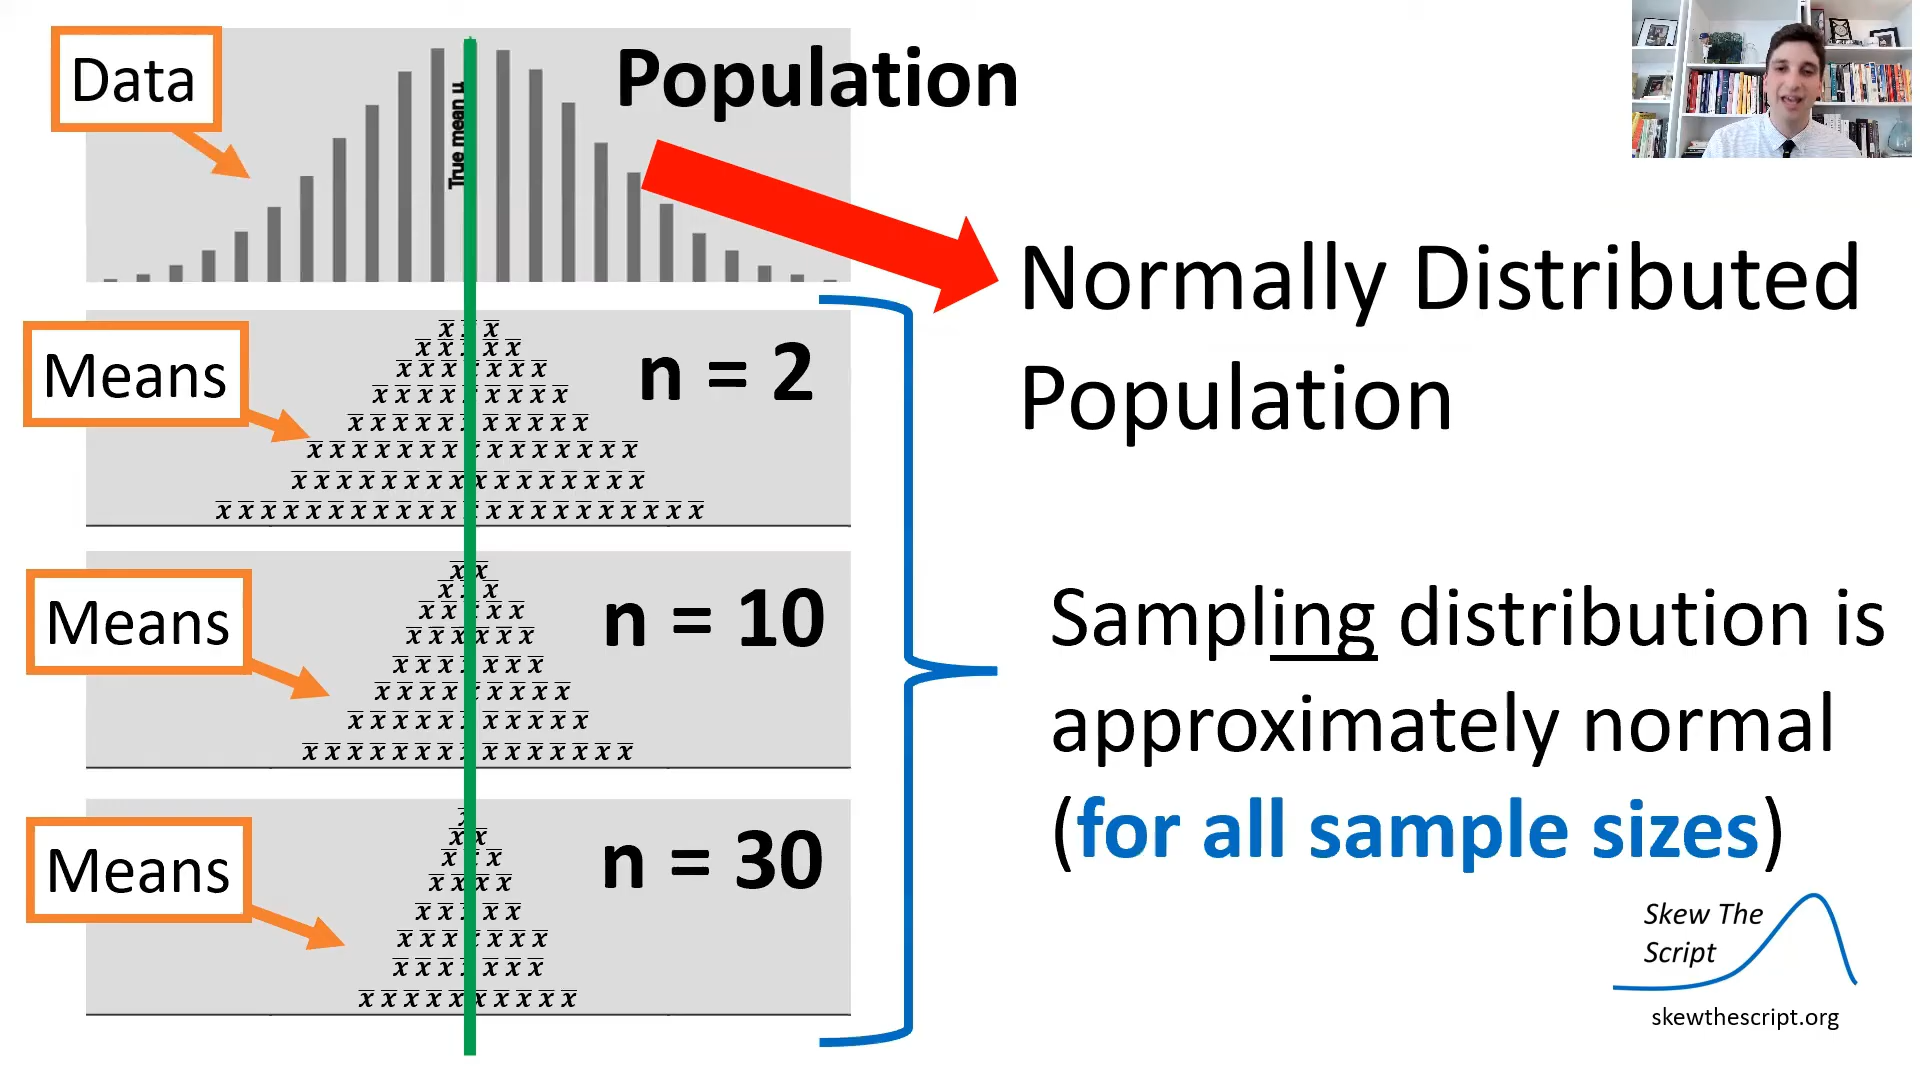 Data
Population
True mean μ
Normally Distributed
Population
Means
n = 2
x̄ x̄ x̄
x̄ x̄ x̄ x̄ x̄
x̄ x̄ x̄ x̄ x̄ x̄ x̄
x̄ x̄ x̄ x̄ x̄ x̄ x̄ x̄ x̄
x̄ x̄ x̄ x̄ x̄ x̄ x̄ x̄ x̄ x̄ x̄
x̄ x̄ x̄ x̄ x̄ x̄ x̄ x̄ x̄ x̄ x̄ x̄ x̄ x̄ x̄
x̄ x̄ x̄ x̄ x̄ x̄ x̄ x̄ x̄ x̄ x̄ x̄ x̄ x̄ x̄ x̄
x̄ x̄ x̄ x̄ x̄ x̄ x̄ x̄ x̄ x̄ x̄ x̄ x̄ x̄ x̄ x̄ x̄ x̄ x̄ x̄ x̄ x̄
Means
n = 10
x̄ x̄
x̄ x̄ x̄
x̄ x̄ x̄ x̄ x̄
x̄ x̄ x̄ x̄ x̄ x̄
x̄ x̄ x̄ x̄ x̄ x̄ x̄
x̄ x̄ x̄ x̄ x̄ x̄ x̄ x̄ x̄
x̄ x̄ x̄ x̄ x̄ x̄ x̄ x̄ x̄ x̄ x̄
x̄ x̄ x̄ x̄ x̄ x̄ x̄ x̄ x̄ x̄ x̄ x̄ x̄ x̄ x̄
Sampling distribution is
approximately normal
(for all sample sizes)
Means
n = 30
x̄
x̄ x̄
x̄ x̄ x̄
x̄ x̄ x̄ x̄
x̄ x̄ x̄ x̄ x̄
x̄ x̄ x̄ x̄ x̄ x̄ x̄
x̄ x̄ x̄ x̄ x̄ x̄ x̄
x̄ x̄ x̄ x̄ x̄ x̄ x̄ x̄ x̄ x̄
Skew The
Script
skewthescript.org